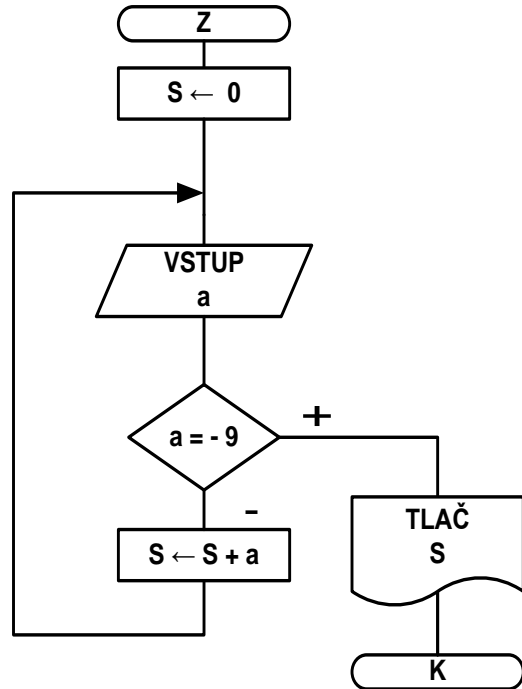 Z
S ← 0
VSTUP
a
a = - 9
+
-
S ← S + a
TLAČ
S
K